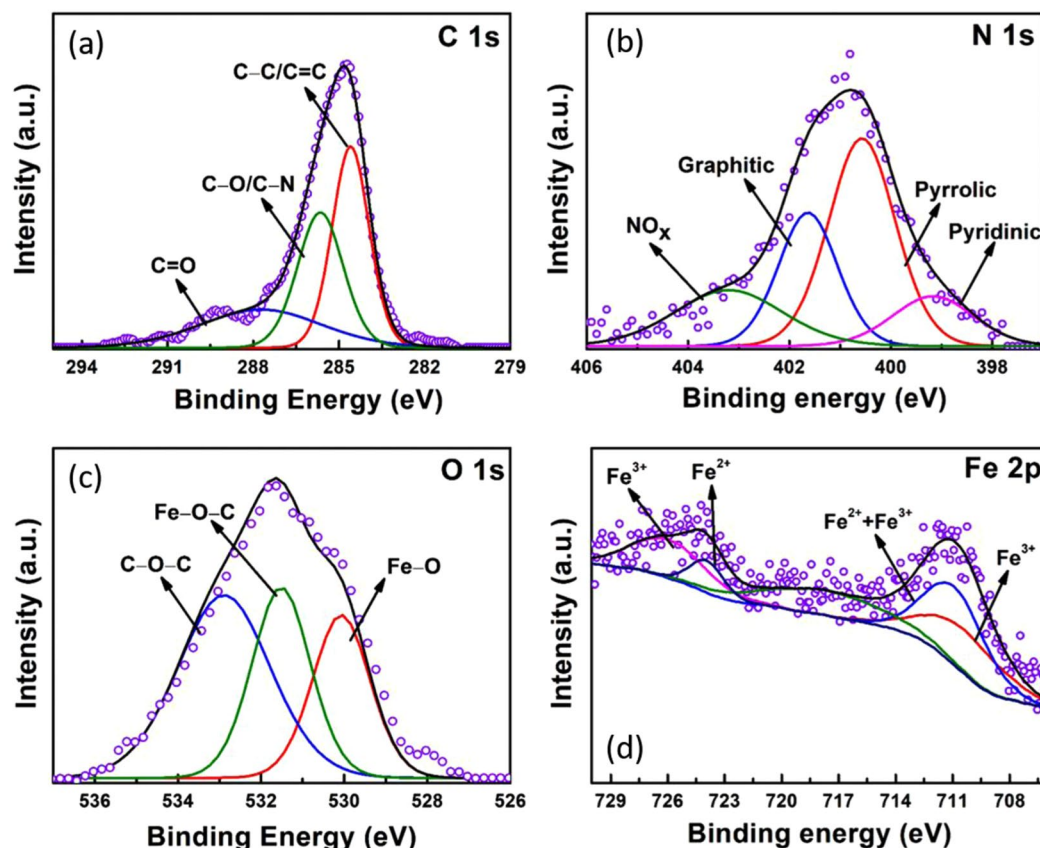 (a)
C 1s
C–C/C=C
C–O/C–N
C=O
Intensity (a.u.)
294 291 288 285 282 279
Binding Energy (eV)
(b)
N 1s
Graphitic
Pyrrolic
NOx
Pyridinic
Intensity (a.u.)
406 404 402 400 398
Binding energy (eV)
(c)
O 1s
Fe–O–C
C–O–C
Fe–O
Intensity (a.u.)
536 534 532 530 528 526
Binding Energy (eV)
Fe 2p
Fe3+
Fe2+
Fe2++Fe3+
Fe3+
(d)
Intensity (a.u.)
729 726 723 720 717 714 711 708
Binding energy (eV)